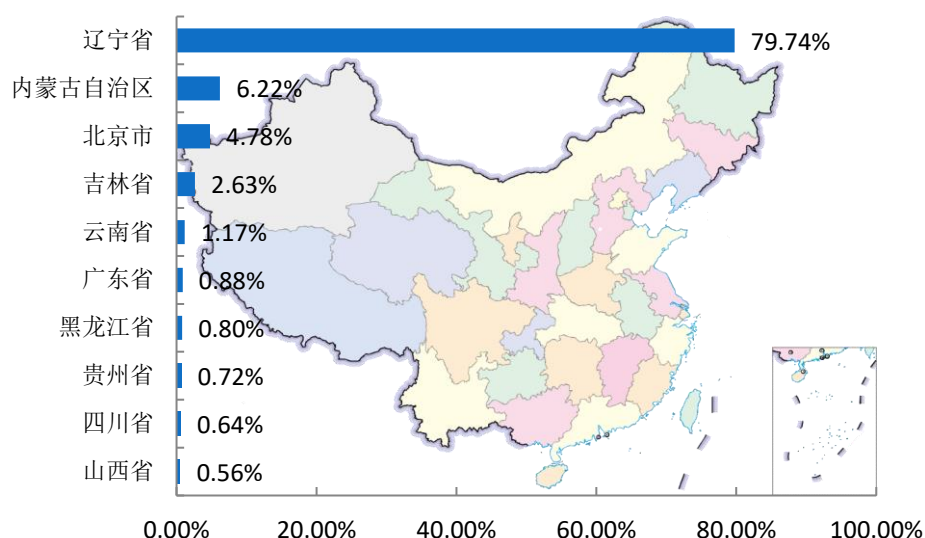 辽宁省 79.74%
内蒙古自治区 6.22%
北京市 4.78%
吉林省 2.63%
云南省 1.17%
广东省 0.88%
黑龙江省 0.80%
贵州省 0.72%
四川省 0.64%
山西省 0.56%
0.00% 20.00% 40.00% 60.00% 80.00% 100.00%